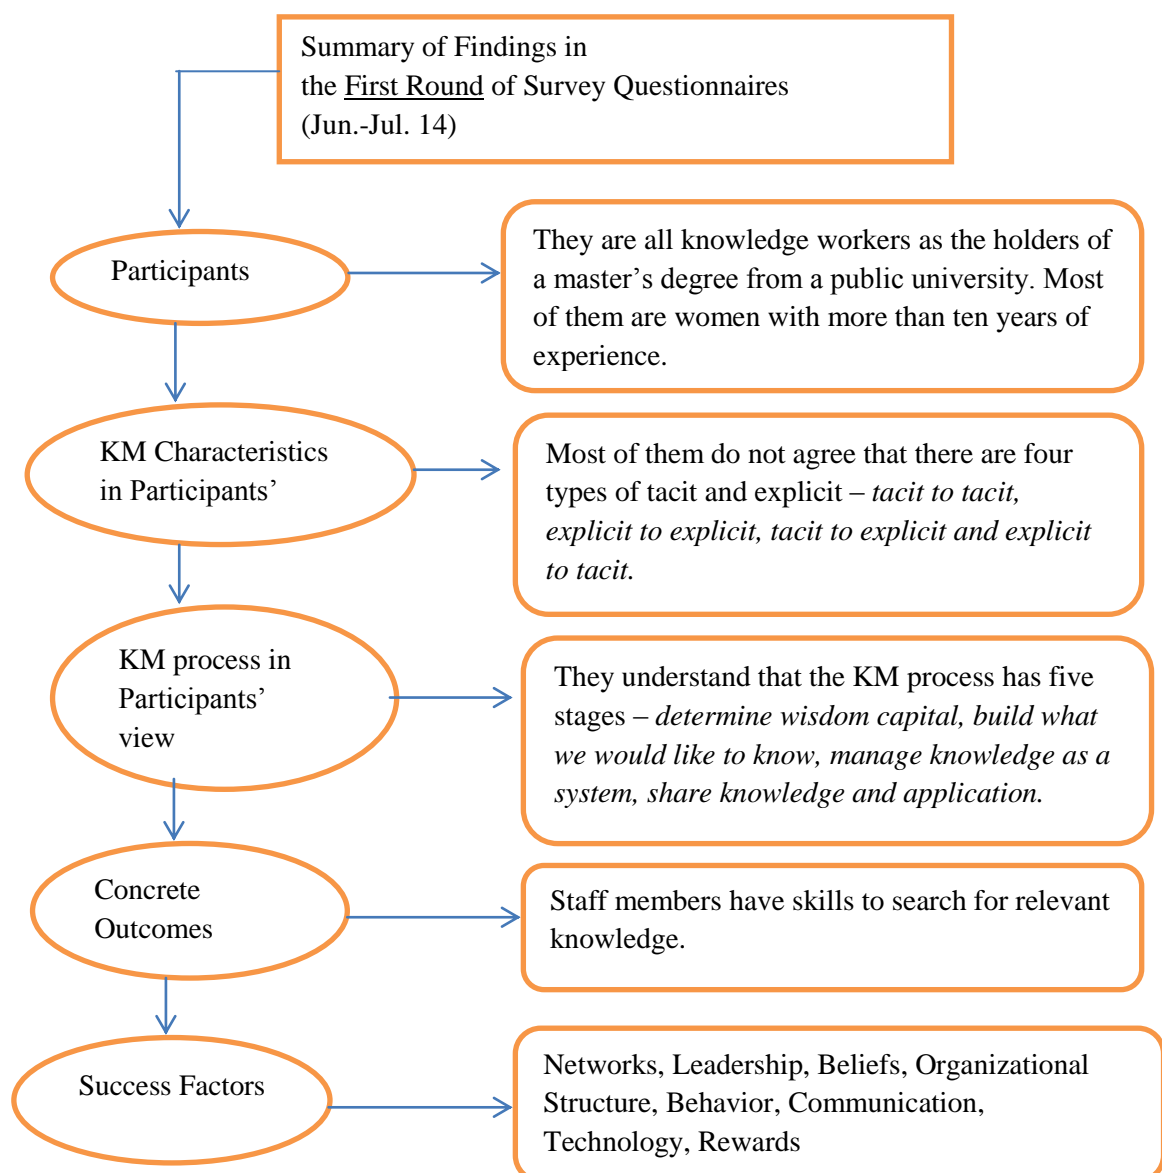 Summary of Findings in
the First Round of Survey Questionnaires
(Jun.-Jul. 14)
Participants
They are all knowledge workers as the holders of
a master’s degree from a public university. Most
of them are women with more than ten years of
experience.
KM Characteristics
in Participants’
Most of them do not agree that there are four
types of tacit and explicit – tacit to tacit,
explicit to explicit, tacit to explicit and explicit
to tacit.
KM process in
Participants’
view
They understand that the KM process has five
stages – determine wisdom capital, build what
we would like to know, manage knowledge as a
system, share knowledge and application.
Concrete
Outcomes
Staff members have skills to search for relevant
knowledge.
Success Factors
Networks, Leadership, Beliefs, Organizational
Structure, Behavior, Communication,
Technology, Rewards